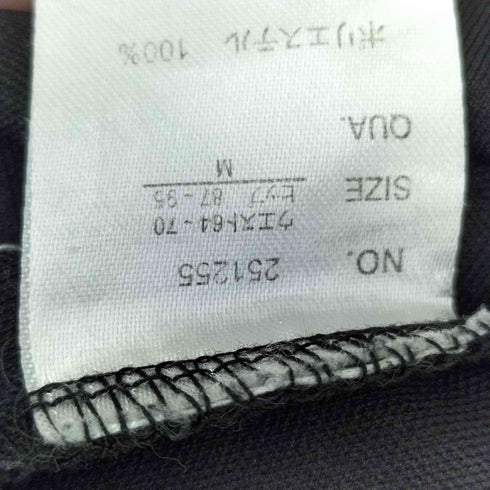 NO. 251255
ウエスト64-70
SIZE ヒップ 87-95
M
QUA.
ポリエステル 100%